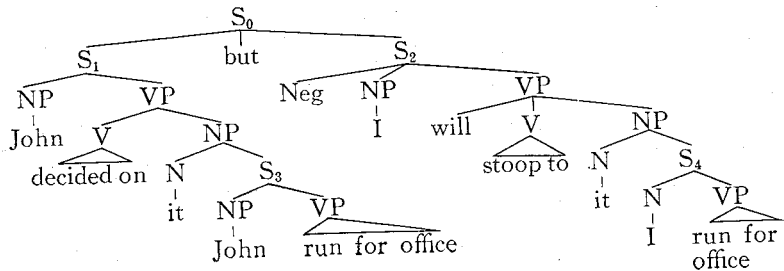 S₀
S₁ but S₂
NP VP Neg NP VP
John V NP I will V NP
decided on N S₃ stoop to N S₄
it NP VP it N VP
John run for office I run for
office